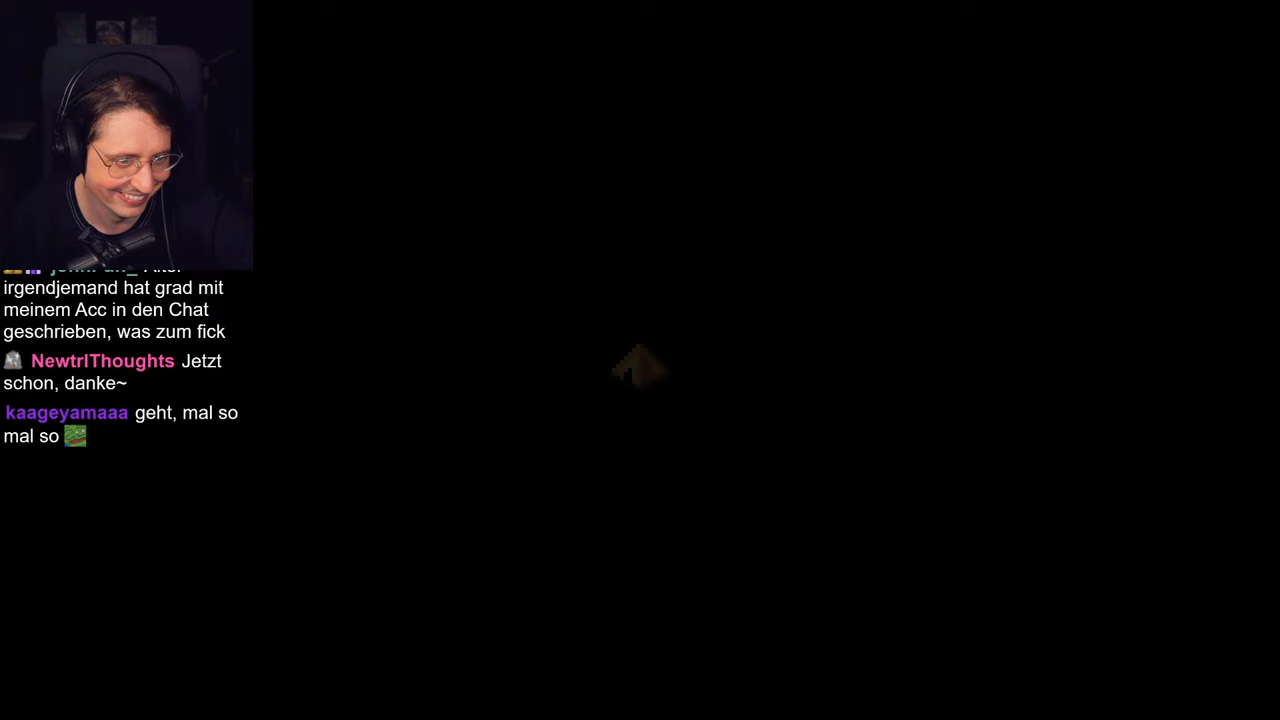 irgendjemand hat grad mit
meinem Acc in den Chat
geschrieben, was zum fick
NewtrlThoughts Jetzt
schon, danke~
kaageyamaaa geht, mal so
mal so